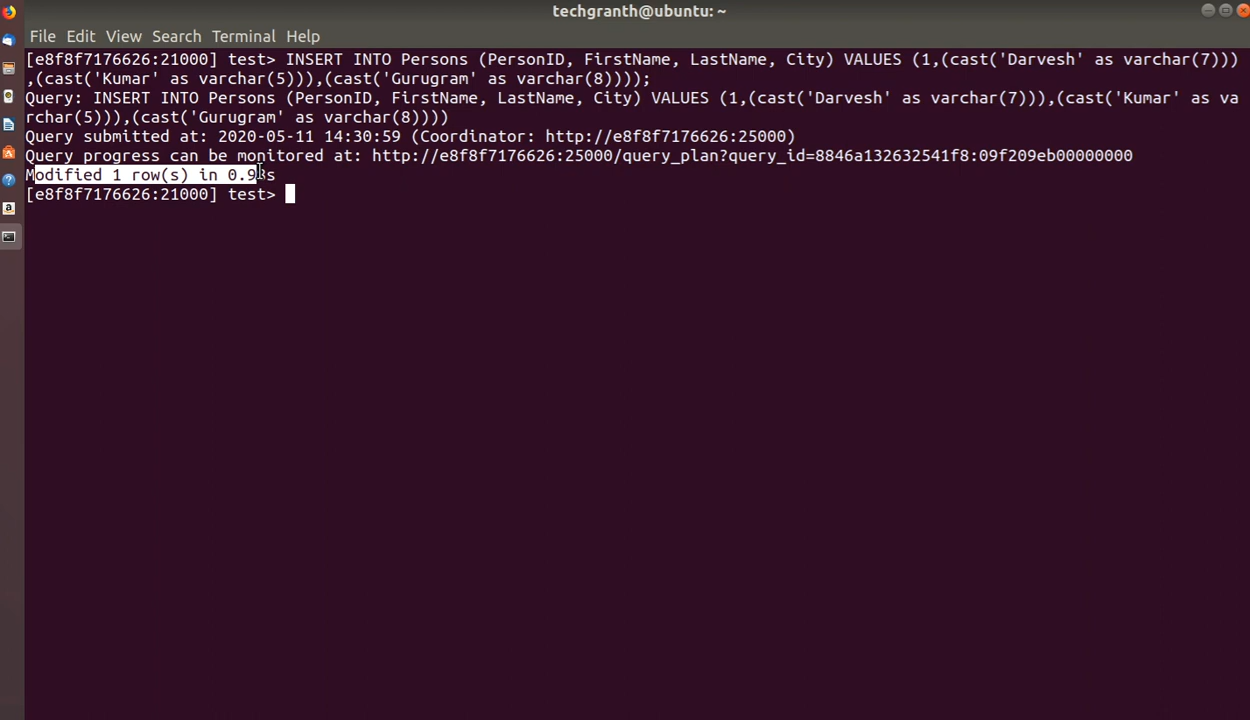 techgranth@ubuntu: ~
File Edit View Search Terminal Help
[e8f8f7176626:21000] test> INSERT INTO Persons (PersonID, FirstName, LastName, City) VALUES (1,(cast('Darvesh' as varchar(7)))
,(cast('Kumar' as varchar(5))),(cast('Gurugram' as varchar(8))));
Query: INSERT INTO Persons (PersonID, FirstName, LastName, City) VALUES (1,(cast('Darvesh' as varchar(7))),(cast('Kumar' as va
rchar(5))),(cast('Gurugram' as varchar(8))))
Query submitted at: 2020-05-11 14:30:59 (Coordinator: http://e8f8f7176626:25000)
Query progress can be monitored at: http://e8f8f7176626:25000/query_plan?query_id=8846a132632541f8:09f209eb00000000
Modified 1 row(s) in
[e8f8f7176626:21000] test>